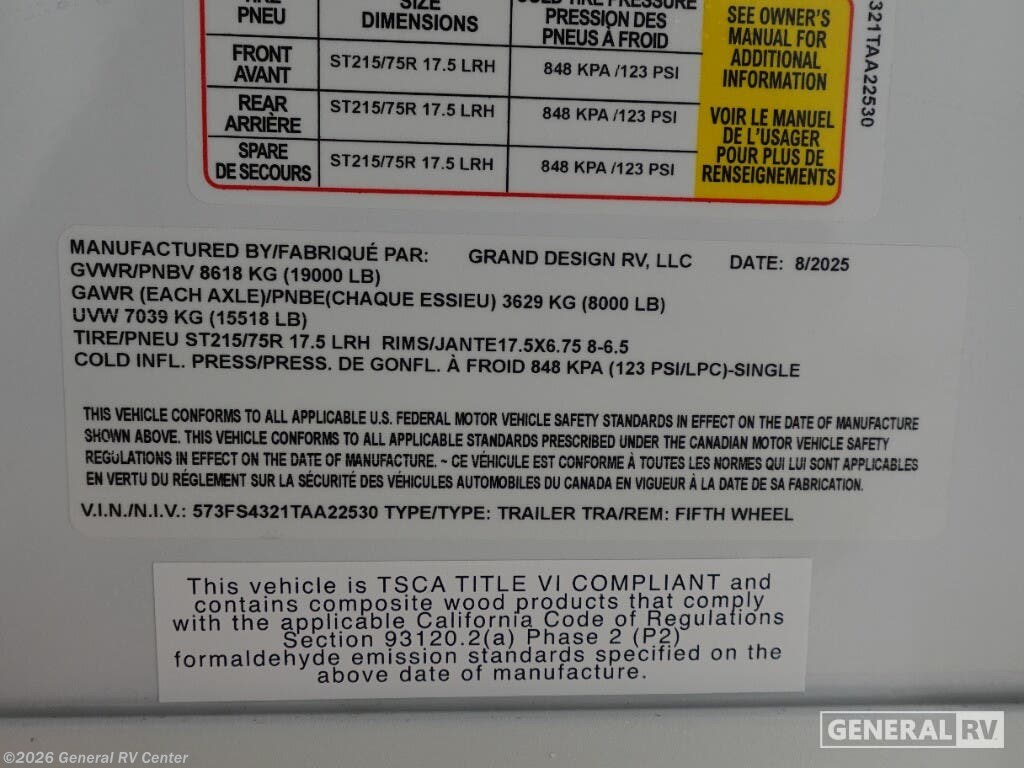 TIRE
PNEU
SIZE
DIMENSIONS
COLD TIRE PRESSURE
PRESSION DES
PNEUS À FROID
FRONT
AVANT
ST215/75R 17.5 LRH
848 KPA /123 PSI
REAR
ARRIÈRE
ST215/75R 17.5 LRH
848 KPA /123 PSI
SPARE
DE SECOURS
ST215/75R 17.5 LRH
848 KPA /123 PSI
SEE OWNER'S
MANUAL FOR
ADDITIONAL
INFORMATION
VOIR LE MANUEL
DE L'USAGER
POUR PLUS DE
RENSEIGNEMENTS
321TAA22530
MANUFACTURED BY/FABRIQUÉ PAR: GRAND DESIGN RV, LLC DATE: 8/2025
GVWR/PNBV 8618 KG (19000 LB)
GAWR (EACH AXLE)/PNBE(CHAQUE ESSIEU) 3629 KG (8000 LB)
UVW 7039 KG (15518 LB)
TIRE/PNEU ST215/75R 17.5 LRH RIMS/JANTE17.5X6.75 8-6.5
COLD INFL. PRESS/PRESS. DE GONFL. À FROID 848 KPA (123 PSI/LPC)-SINGLE
THIS VEHICLE CONFORMS TO ALL APPLICABLE U.S. FEDERAL MOTOR VEHICLE SAFETY STANDARDS IN EFFECT ON THE DATE OF MANUFACTURE
SHOWN ABOVE. THIS VEHICLE CONFORMS TO ALL APPLICABLE STANDARDS PRESCRIBED UNDER THE CANADIAN MOTOR VEHICLE SAFETY
REGULATIONS IN EFFECT ON THE DATE OF MANUFACTURE. ~ CE VÉHICULE EST CONFORME À TOUTES LES NORMES QUI LUI SONT APPLICABLES
EN VERTU DU RÉGLEMENT SUR LA SÉCURITÉ DES VÉHICULES AUTOMOBILES DU CANADA EN VIGUEUR À LA DATE DE SA FABRICATION.
V.I.N./N.I.V.: 573FS4321TAA22530 TYPE/TYPE: TRAILER TRA/REM: FIFTH WHEEL
This vehicle is TSCA TITLE VI COMPLIANT and
contains composite wood products that comply
with the applicable California Code of Regulations
Section 93120.2(a) Phase 2 (P2)
formaldehyde emission standards specified on the
above date of manufacture.
GENERAL RV
©2026 General RV Center